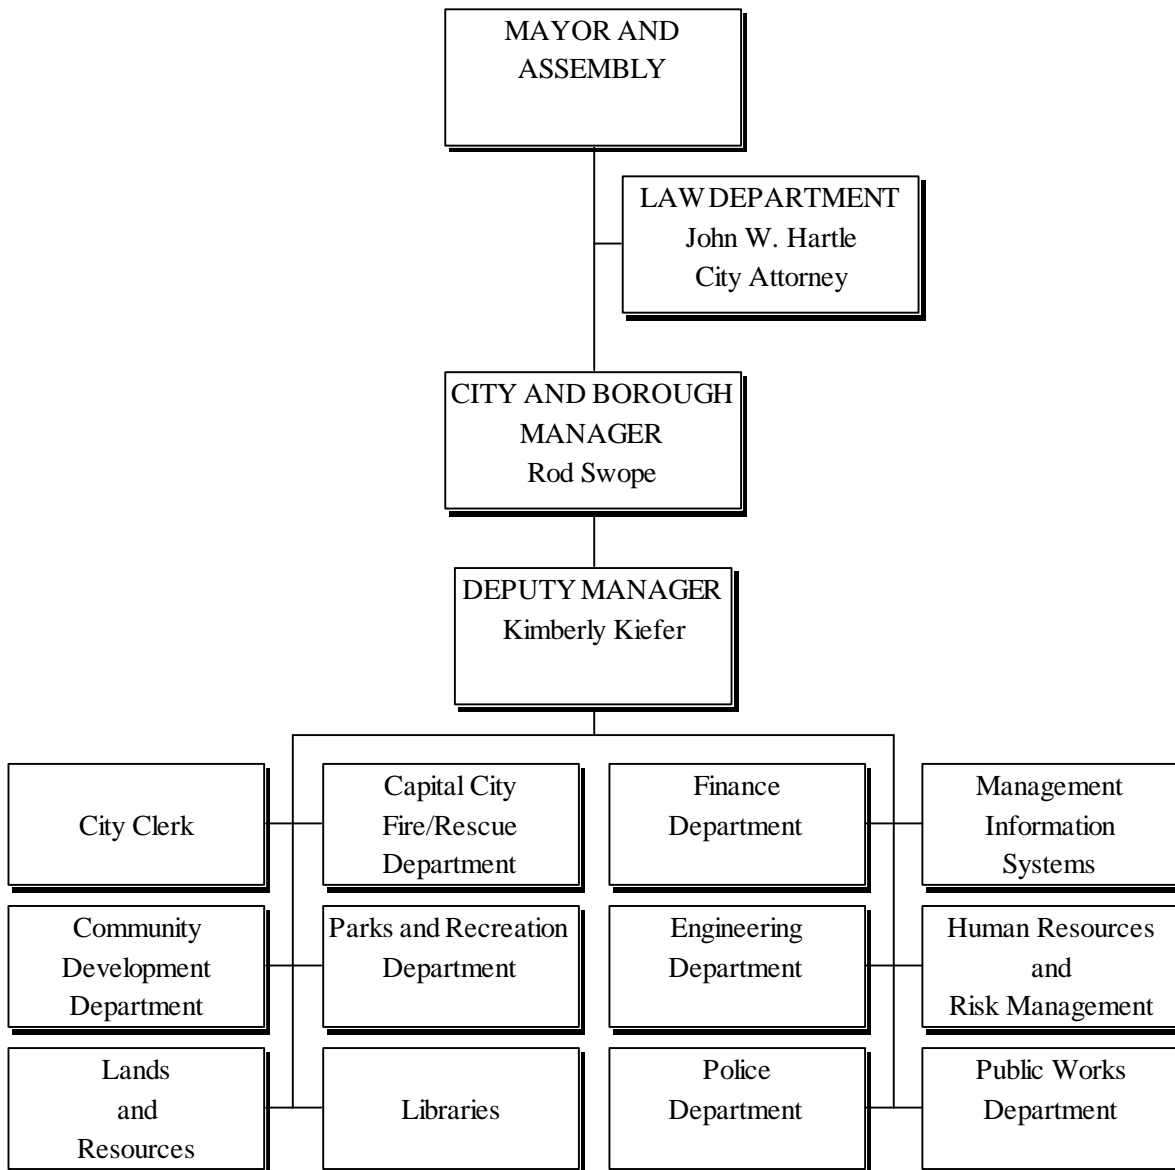 MAYOR AND
ASSEMBLY
LAW DEPARTMENT
John W. Hartle
City Attorney
CITY AND BOROUGH
MANAGER
Rod Swope
DEPUTY MANAGER
Kimberly Kiefer
City Clerk
Capital City
Fire/Rescue
Department
Finance
Department
Management
Information
Systems
Community
Development
Department
Parks and Recreation
Department
Engineering
Department
Human Resources
and
Risk Management
Lands
and
Resources
Libraries
Police
Department
Public Works
Department